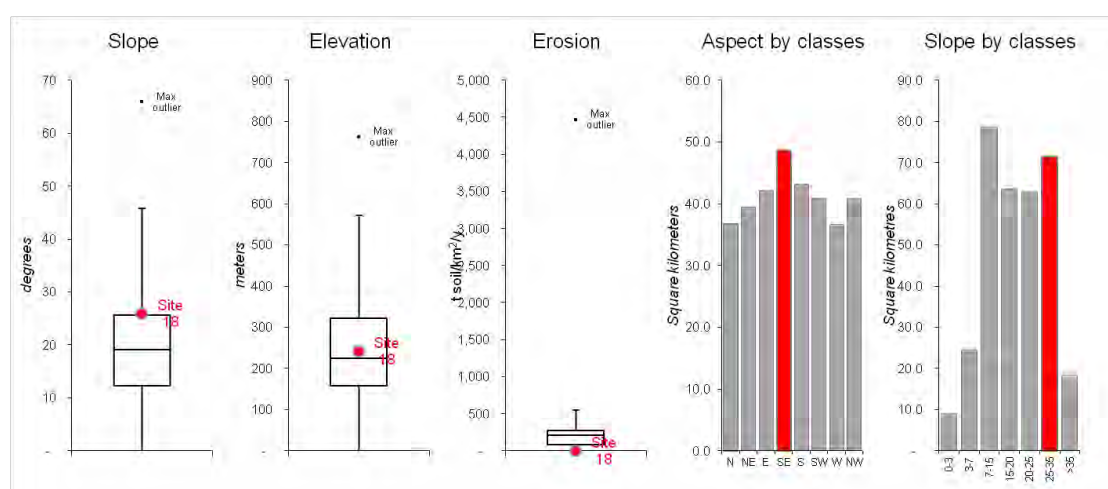 Slope
Elevation
Erosion
Aspect by classes
Slope by classes
degrees
70
60
50
40
30
20
10
-
Max
outlier
Site
18
meters
900
800
700
600
500
400
300
200
100
-
Max
outlier
Site
18
t soil/km²/y
5,000
4,500
4,000
3,500
3,000
2,500
2,000
1,500
1,000
500
-
Max
outlier
Site
18
Square kilometers
60.0
50.0
40.0
30.0
20.0
10.0
0.0
N NE E SE S SW W NW
Square kilometres
90.0
80.0
70.0
60.0
50.0
40.0
30.0
20.0
10.0
-
0-3 3-7 7-15 15-20 20-25 25-35 >35